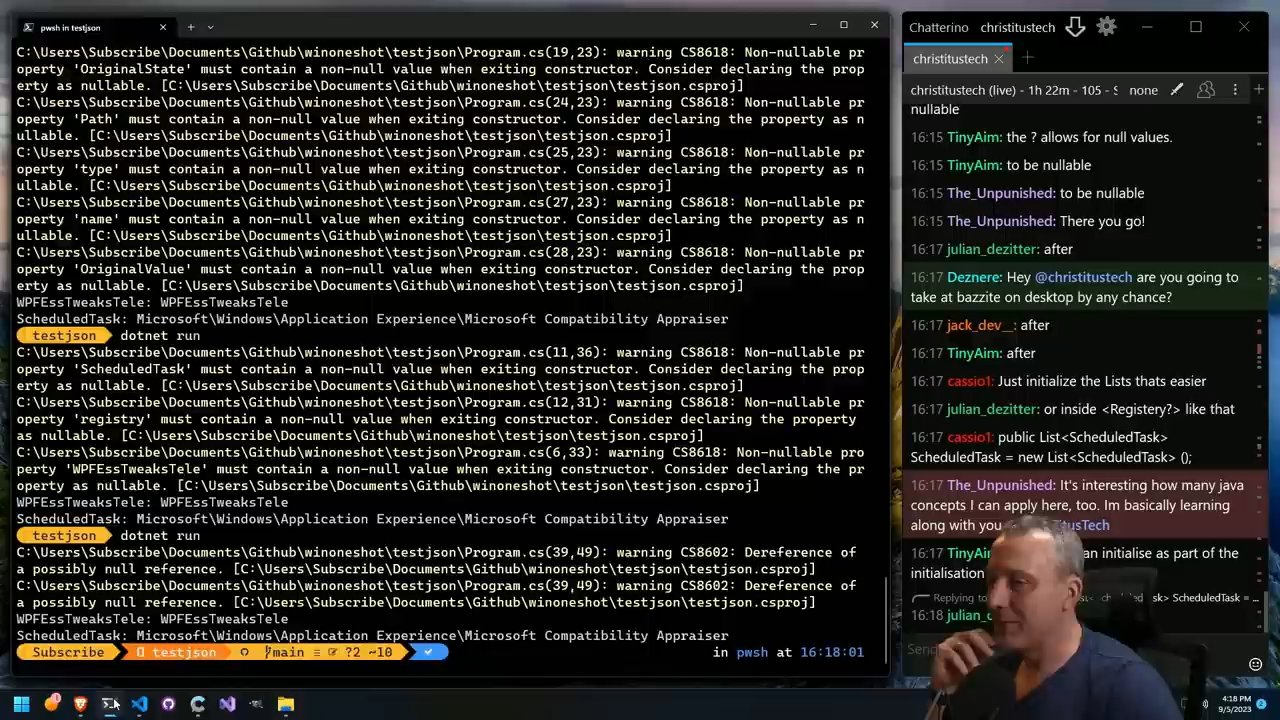 pwsh in testjson
C:\Users\Subscribe\Documents\Github\winoneshot\testjson\Program.cs(19,23): warning CS8618: Non-nullable pr
operty 'OriginalState' must contain a non-null value when exiting constructor. Consider declaring the prop
erty as nullable. [C:\Users\Subscribe\Documents\Github\winoneshot\testjson\testjson.csproj]
C:\Users\Subscribe\Documents\Github\winoneshot\testjson\Program.cs(24,23): warning CS8618: Non-nullable pr
operty 'Path' must contain a non-null value when exiting constructor. Consider declaring the property as n
ullable. [C:\Users\Subscribe\Documents\Github\winoneshot\testjson\testjson.csproj]
C:\Users\Subscribe\Documents\Github\winoneshot\testjson\Program.cs(25,23): warning CS8618: Non-nullable pr
operty 'type' must contain a non-null value when exiting constructor. Consider declaring the property as n
ullable. [C:\Users\Subscribe\Documents\Github\winoneshot\testjson\testjson.csproj]
C:\Users\Subscribe\Documents\Github\winoneshot\testjson\Program.cs(27,23): warning CS8618: Non-nullable pr
operty 'name' must contain a non-null value when exiting constructor. Consider declaring the property as n
ullable. [C:\Users\Subscribe\Documents\Github\winoneshot\testjson\testjson.csproj]
C:\Users\Subscribe\Documents\Github\winoneshot\testjson\Program.cs(28,23): warning CS8618: Non-nullable pr
operty 'OriginalValue' must contain a non-null value when exiting constructor. Consider declaring the prop
erty as nullable. [C:\Users\Subscribe\Documents\Github\winoneshot\testjson\testjson.csproj]
WPFEssTweaksTele: WPFEssTweaksTele
ScheduledTask: Microsoft\Windows\Application Experience\Microsoft Compatibility Appraiser
testjson dotnet run
C:\Users\Subscribe\Documents\Github\winoneshot\testjson\Program.cs(11,36): warning CS8618: Non-nullable pr
operty 'ScheduledTask' must contain a non-null value when exiting constructor. Consider declaring the prop
erty as nullable. [C:\Users\Subscribe\Documents\Github\winoneshot\testjson\testjson.csproj]
C:\Users\Subscribe\Documents\Github\winoneshot\testjson\Program.cs(12,31): warning CS8618: Non-nullable pr
operty 'registry' must contain a non-null value when exiting constructor. Consider declaring the property
as nullable. [C:\Users\Subscribe\Documents\Github\winoneshot\testjson\testjson.csproj]
C:\Users\Subscribe\Documents\Github\winoneshot\testjson\Program.cs(6,33): warning CS8618: Non-nullable pro
perty 'WPFEssTweaksTele' must contain a non-null value when exiting constructor. Consider declaring the pr
operty as nullable. [C:\Users\Subscribe\Documents\Github\winoneshot\testjson\testjson.csproj]
WPFEssTweaksTele: WPFEssTweaksTele
ScheduledTask: Microsoft\Windows\Application Experience\Microsoft Compatibility Appraiser
testjson dotnet run
C:\Users\Subscribe\Documents\Github\winoneshot\testjson\Program.cs(39,49): warning CS8602: Dereference of
a possibly null reference. [C:\Users\Subscribe\Documents\Github\winoneshot\testjson\testjson.csproj]
C:\Users\Subscribe\Documents\Github\winoneshot\testjson\Program.cs(39,49): warning CS8602: Dereference of
a possibly null reference. [C:\Users\Subscribe\Documents\Github\winoneshot\testjson\testjson.csproj]
WPFEssTweaksTele: WPFEssTweaksTele
ScheduledTask: Microsoft\Windows\Application Experience\Microsoft Compatibility Appraiser
Subscribe testjson main ≡ ?2 ~10 in pwsh at 16:18:01
Chatterino christitustech
christitustech
christitustech (live) - 1h 22m - 105 - S none
nullable
16:15 TinyAim: the ? allows for null values.
16:15 TinyAim: to be nullable
16:15 The_Unpunished: to be nullable
16:15 The_Unpunished: There you go!
16:17 julian_dezitter: after
16:17 Deznere: Hey @christitustech are you going to
take at bazzite on desktop by any chance?
16:17 jack_dev__: after
16:17 TinyAim: after
16:17 cassio1: Just initialize the Lists thats easier
16:17 julian_dezitter: or inside <Registery?> like that
16:17 cassio1: public List<ScheduledTask>
ScheduledTask = new List<ScheduledTask> ();
16:17 The_Unpunished: It's interesting how many java
concepts I can apply here, too. Im basically learning
along with you tusTech
16:17 TinyAim an initialise as part of the
initialisation
Replying to ScheduledTask = ...
16:18 julian_d
4:18 PM
9/5/2023